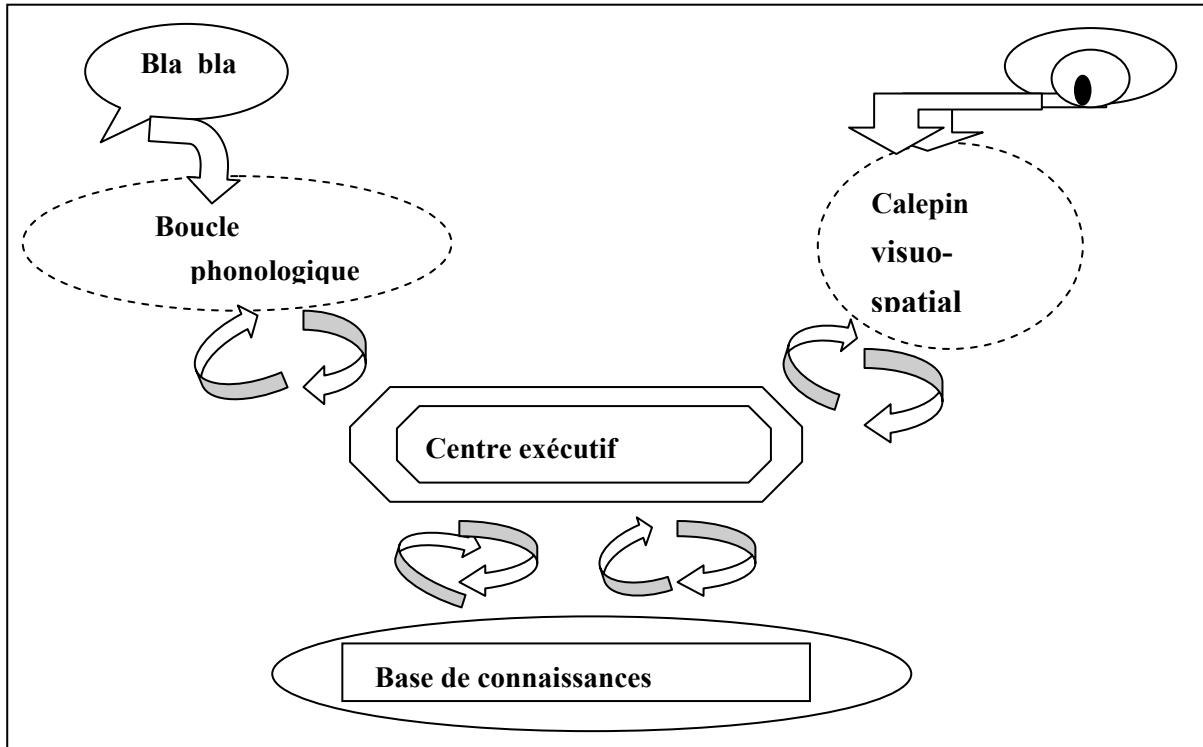 Bla bla
Boucle
phonologique
Calepin
visuo-
spatial
Centre exécutif
Base de connaissances